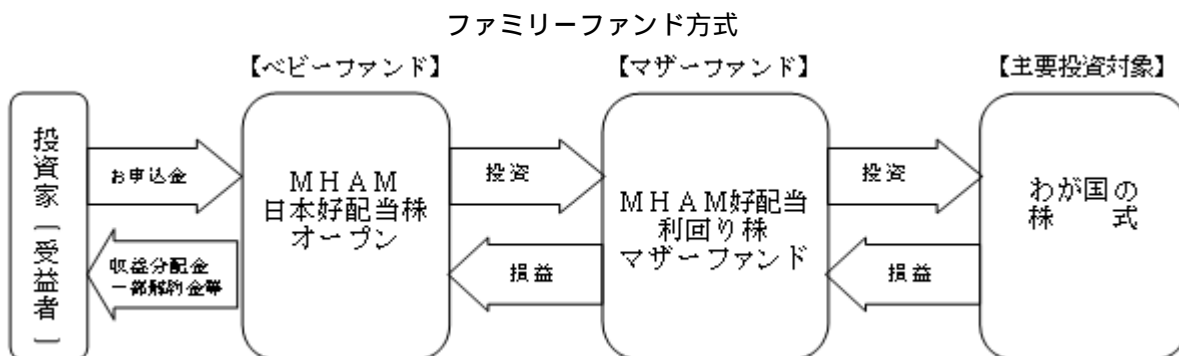 ファミリーファンド方式
【ベビーファンド】
【マザーファンド】
【主要投資対象】
投資家︹受益者︺
お申込金
収益分配金
一部解約金等
MHAM
日本好配当株
オープン
投資
損益
MHAM好配当
利回り株
マザーファンド
投資
損益
わが国の
株 式